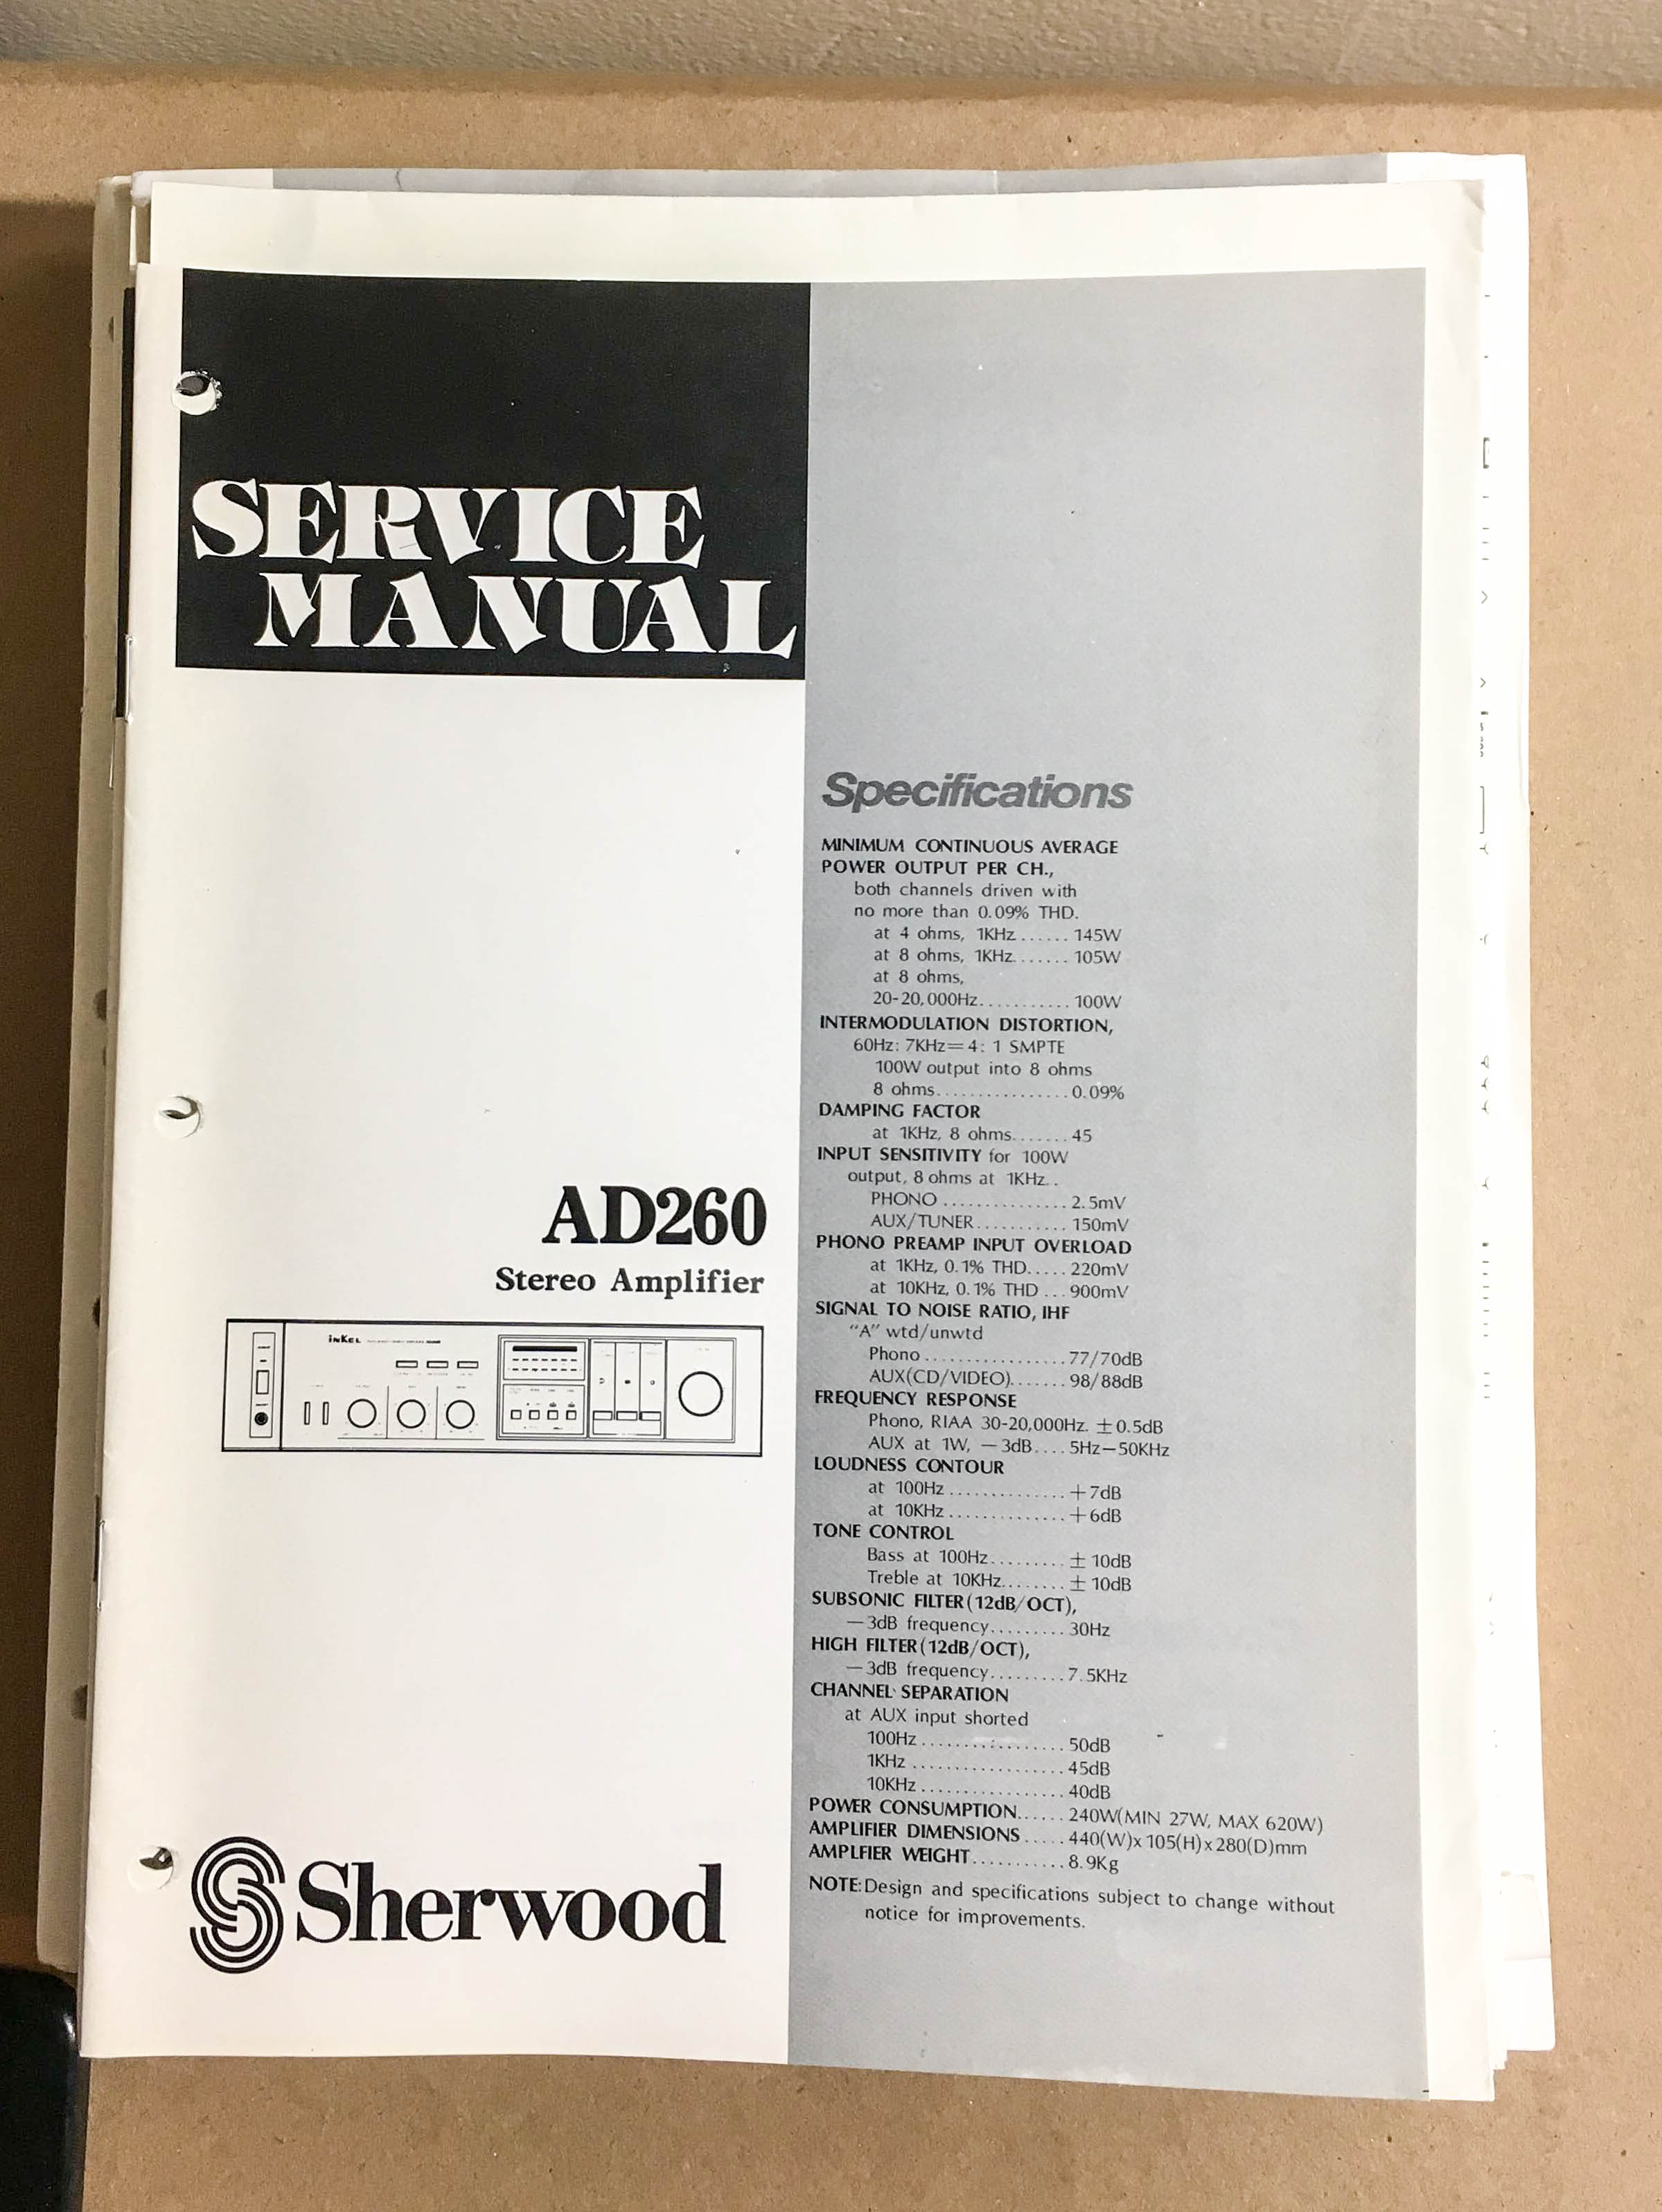 SERVICE
MANUAL
AD260
Stereo Amplifier
inKEL
Sherwood
Specifications
MINIMUM CONTINUOUS AVERAGE
POWER OUTPUT PER CH.,
both channels driven with
no more than 0.09% THD.
at 4 ohms, 1KHz...... 145W
at 8 ohms, 1KHz....... 105W
at 8 ohms,
20-20,000Hz........... 100W
INTERMODULATION DISTORTION,
60Hz: 7KHz=4: 1 SMPTE
100W output into 8 ohms
8 ohms................ 0.09%
DAMPING FACTOR
at 1KHz, 8 ohms....... 45
INPUT SENSITIVITY for 100W
output, 8 ohms at 1KHz..
PHONO ............... 2.5mV
AUX/TUNER........... 150mV
PHONO PREAMP INPUT OVERLOAD
at 1KHz, 0.1% THD..... 220mV
at 10KHz, 0.1% THD ... 900mV
SIGNAL TO NOISE RATIO, IHF
"A" wtd/unwtd
Phono................. 77/70dB
AUX(CD/VIDEO)....... 98/88dB
FREQUENCY RESPONSE
Phono, RIAA 30-20,000Hz. ±0.5dB
AUX at 1W, −3dB.... 5Hz−50KHz
LOUDNESS CONTOUR
at 100Hz .............. +7dB
at 10KHz .............. +6dB
TONE CONTROL
Bass at 100Hz......... ± 10dB
Treble at 10KHz........ ± 10dB
SUBSONIC FILTER(12dB/OCT),
−3dB frequency......... 30Hz
HIGH FILTER(12dB/OCT),
−3dB frequency......... 7.5KHz
CHANNEL SEPARATION
at AUX input shorted
100Hz ................. 50dB
1KHz .................. 45dB
10KHz ................. 40dB
POWER CONSUMPTION...... 240W(MIN 27W, MAX 620W)
AMPLIFIER DIMENSIONS ..... 440(W)x105(H)x280(D)mm
AMPLFIER WEIGHT........... 8.9Kg
NOTE:Design and specifications subject to change without
notice for improvements.